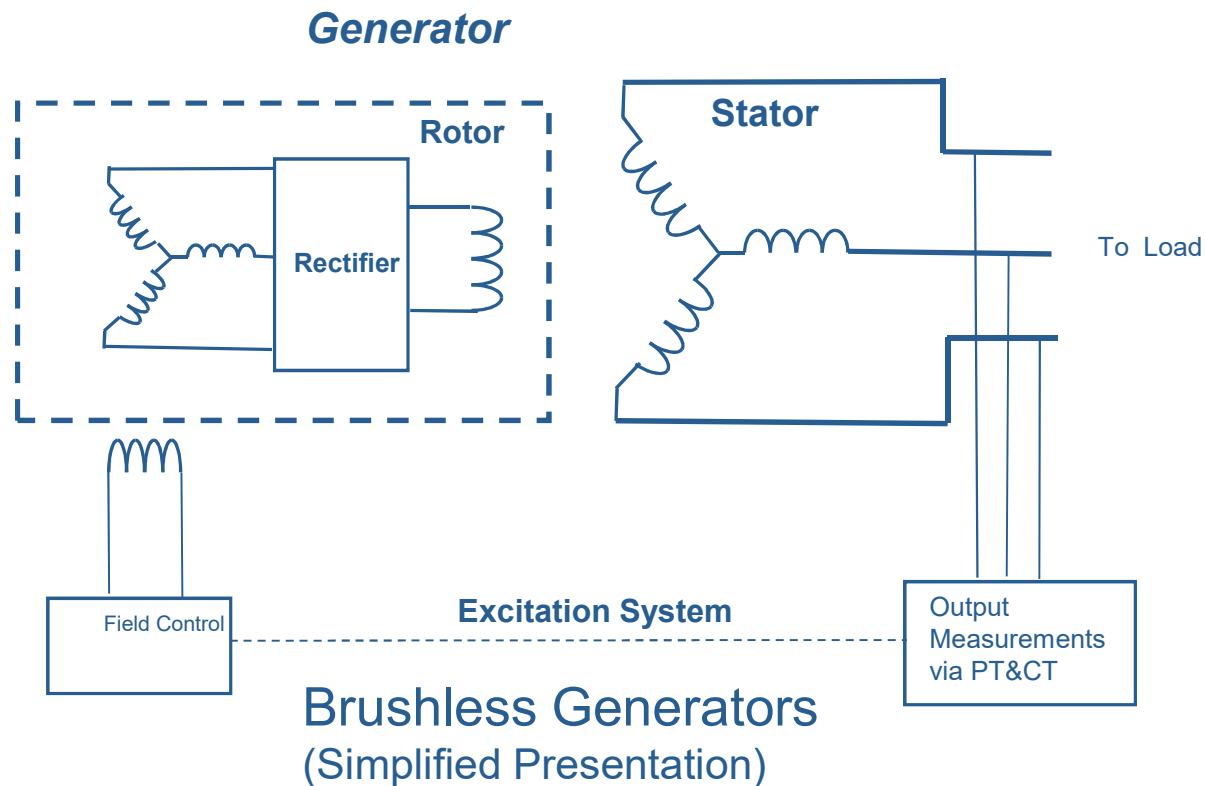 Generator
Rotor
Stator
Rectifier
To Load
Field Control
Excitation System
Output
Measurements
via PT&CT
Brushless Generators
(Simplified Presentation)